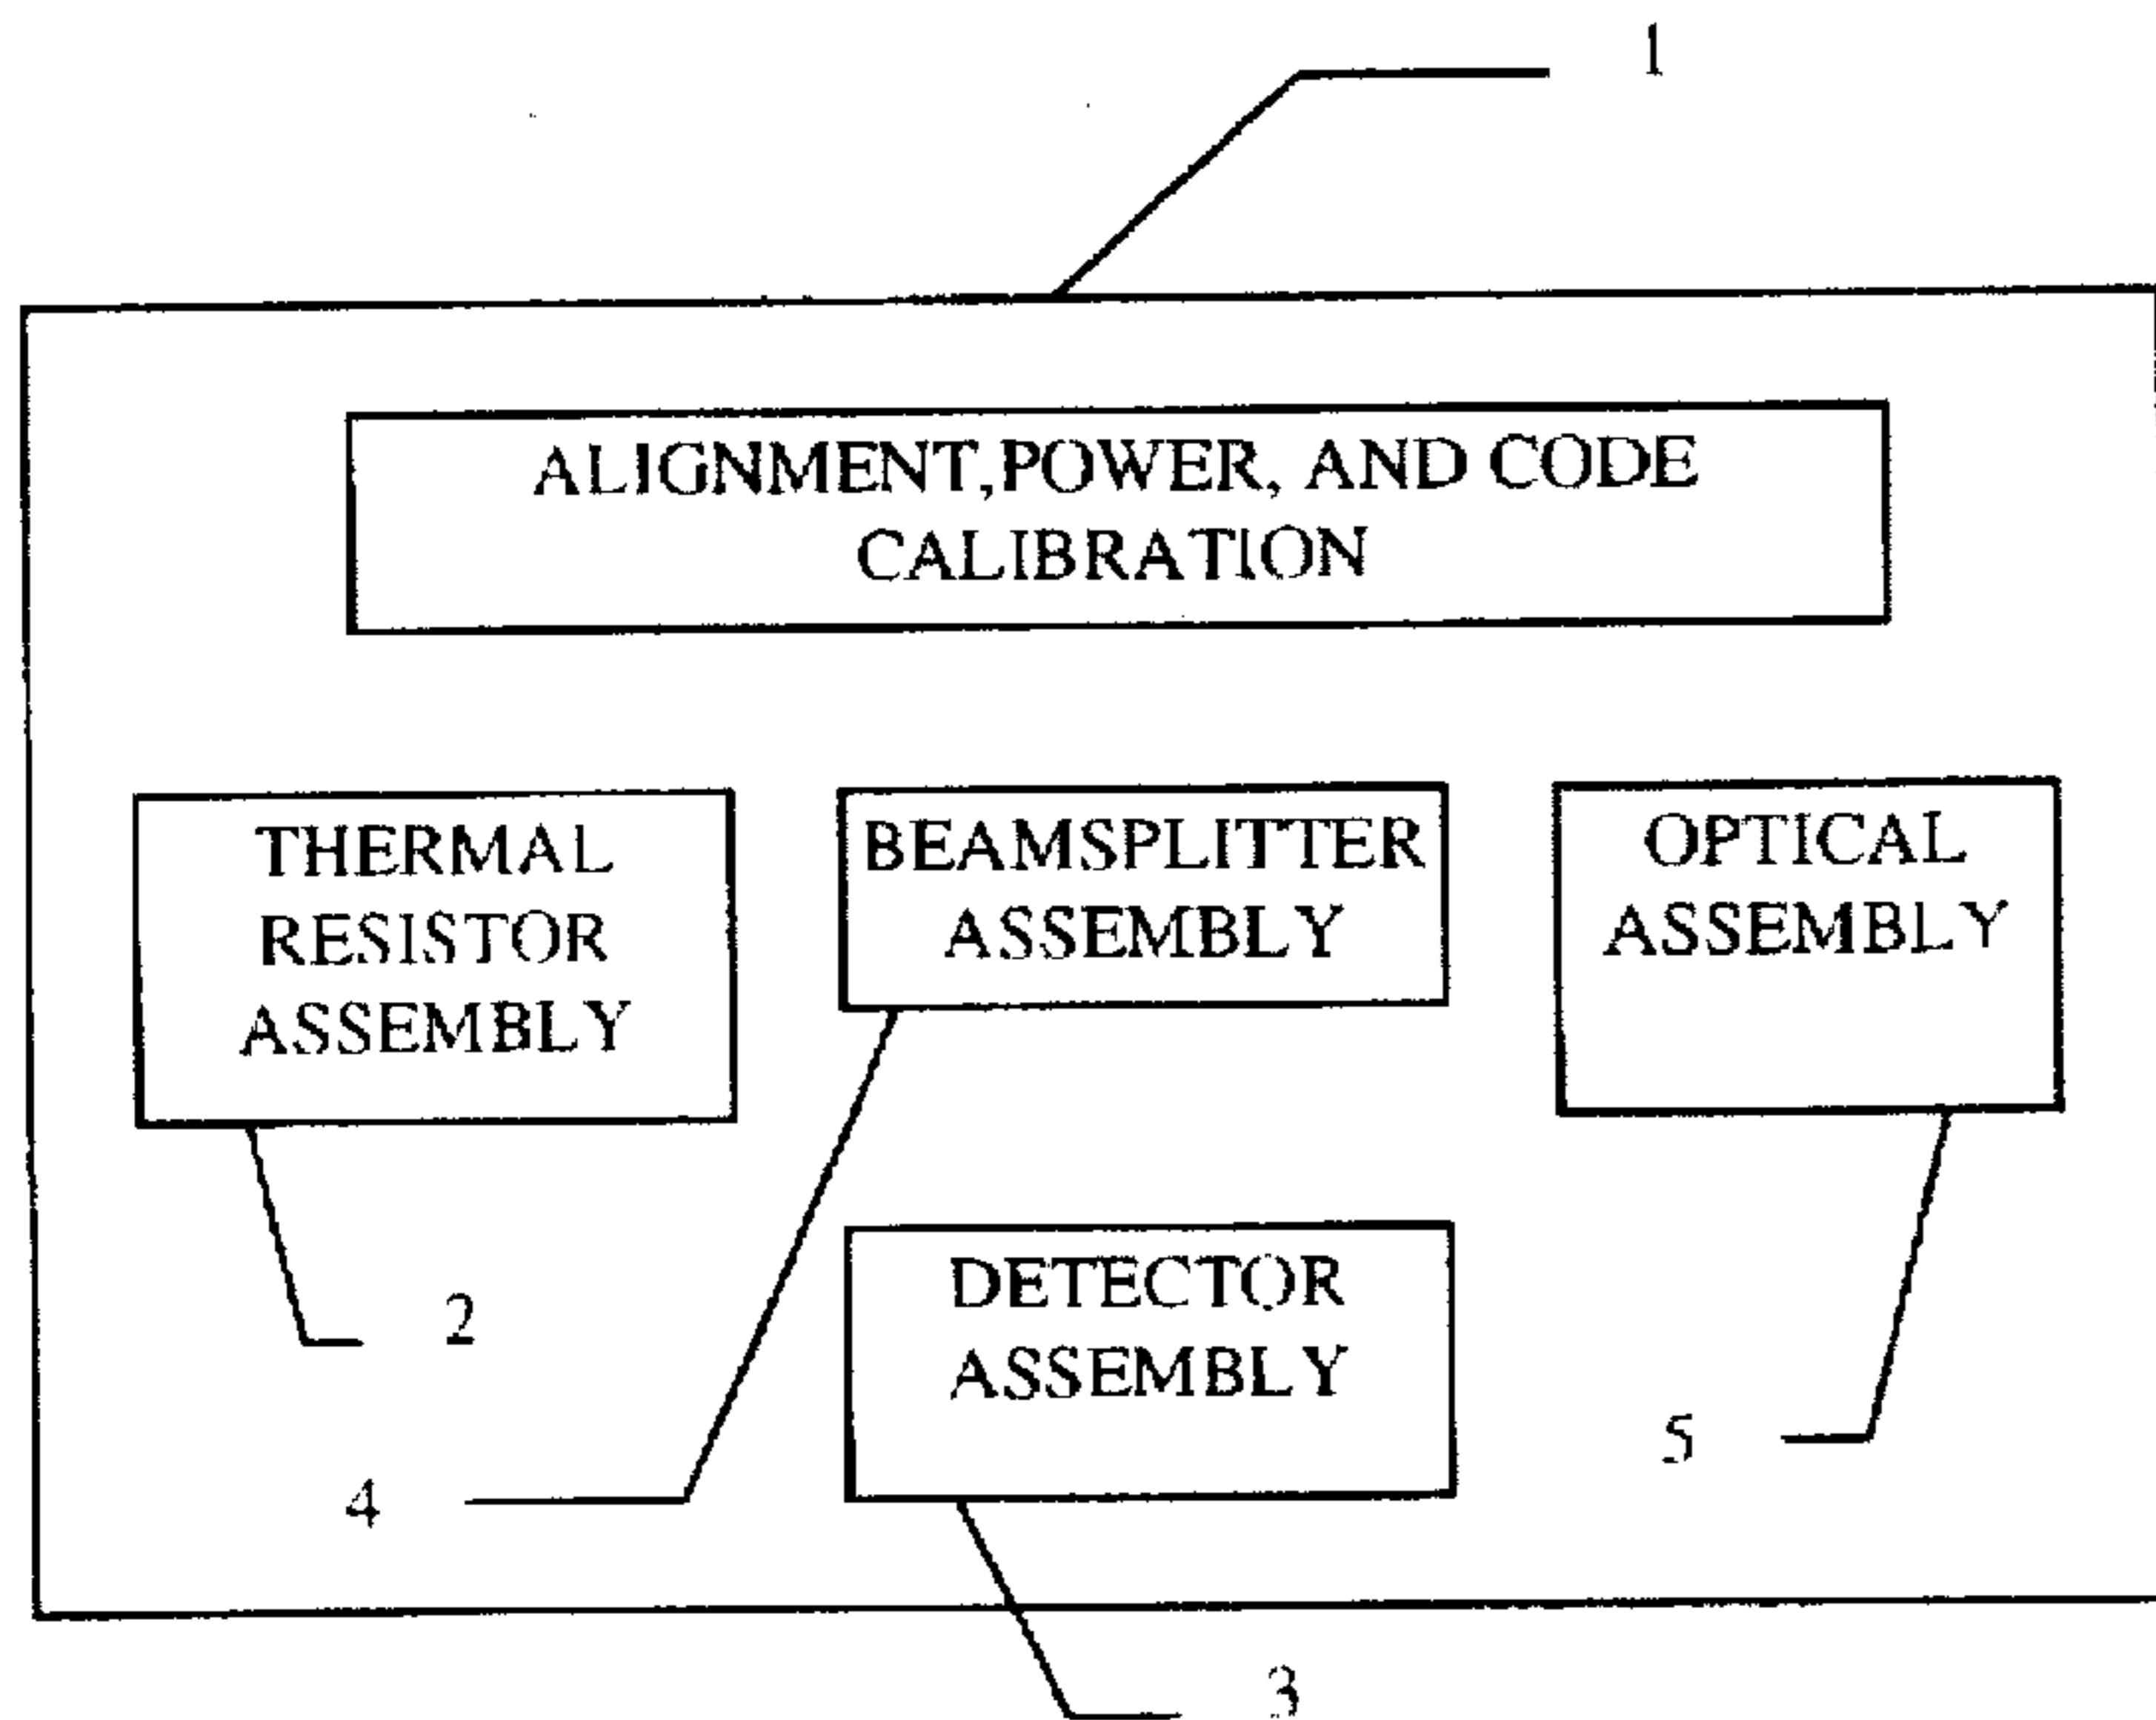 1
ALIGNMENT,POWER, AND CODE
CALIBRATION
THERMAL
RESISTOR
ASSEMBLY
BEAMSPLITTER
ASSEMBLY
OPTICAL
ASSEMBLY
2
DETECTOR
ASSEMBLY
5
4
3